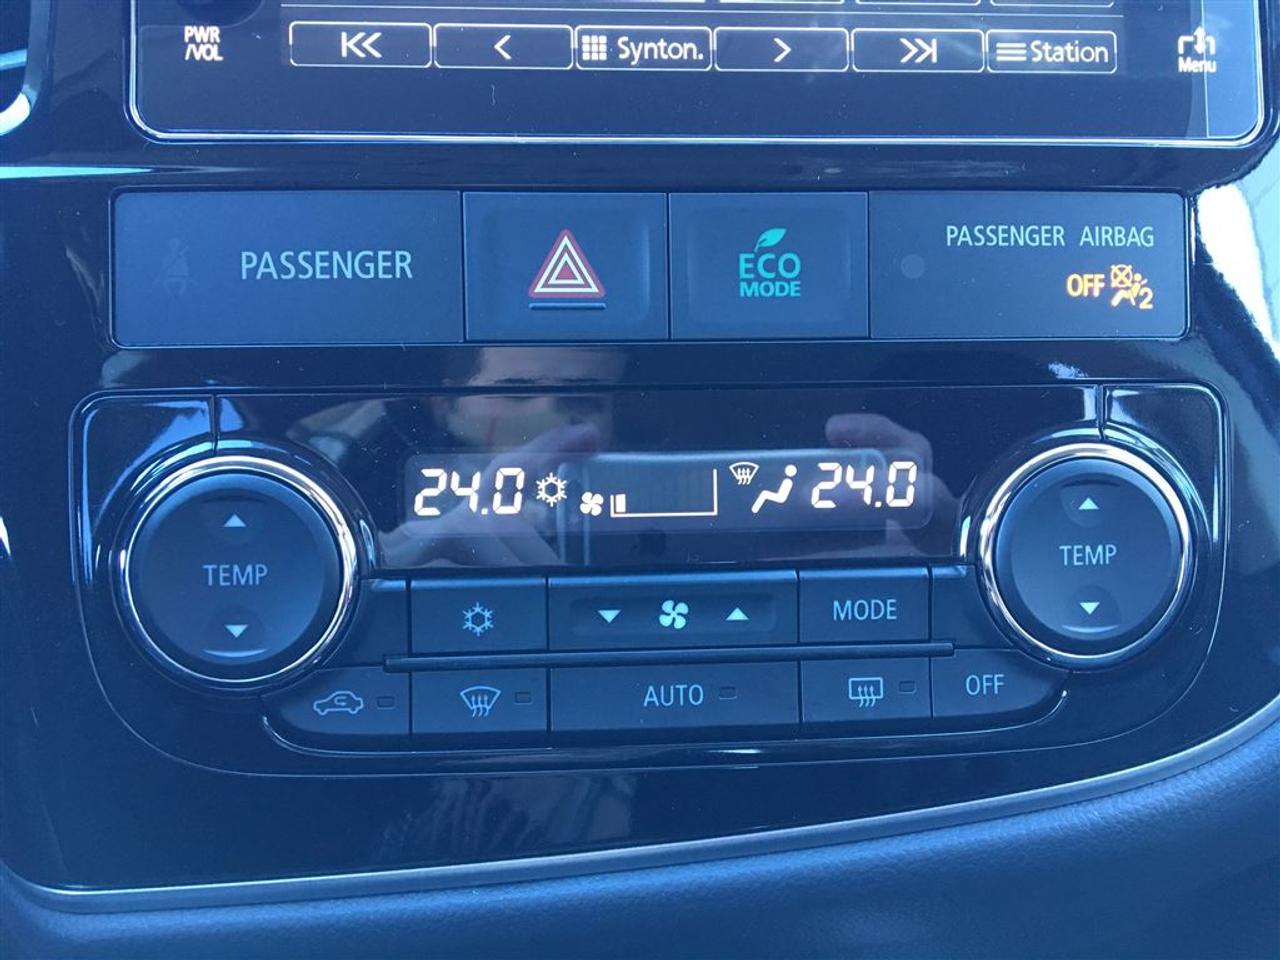 PWR
/VOL
Synton.
Station
Menu
PASSENGER
ECO
MODE
PASSENGER AIRBAG
OFF
2
24.0
24.0
TEMP
TEMP
MODE
AUTO
OFF